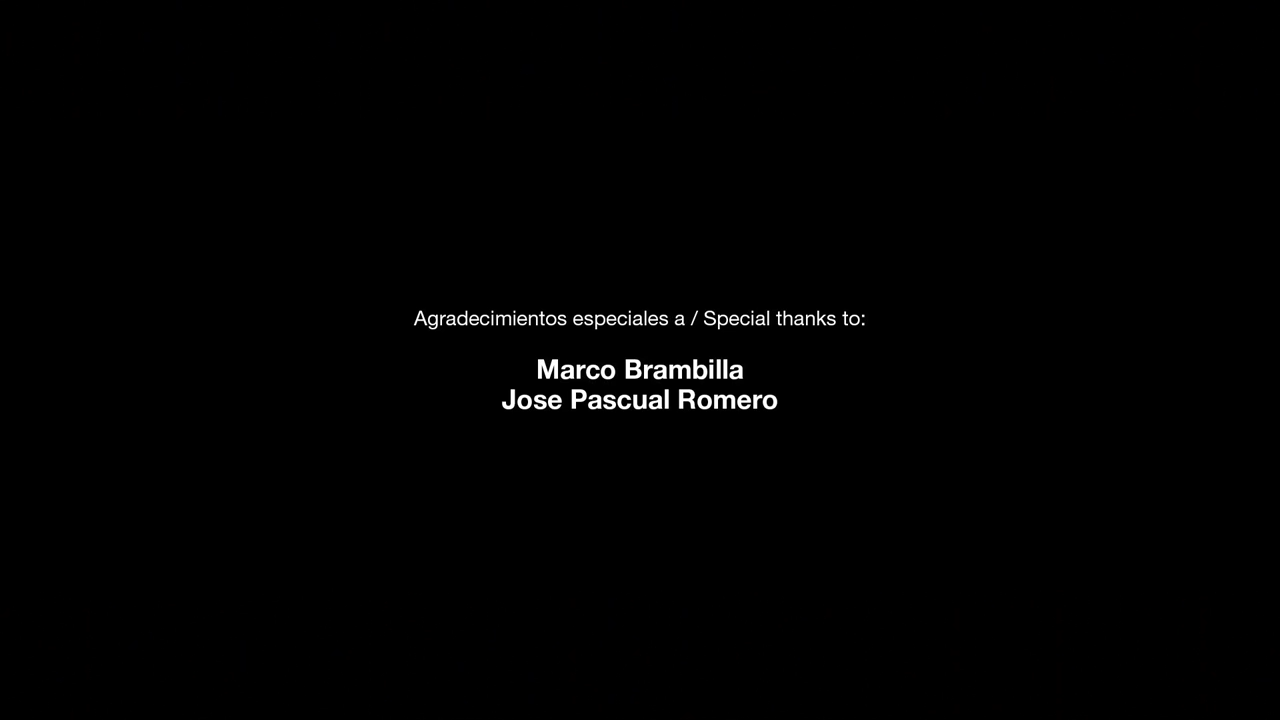 Agradecimientos especiales a / Special thanks to:
Marco Brambilla
Jose Pascual Romero